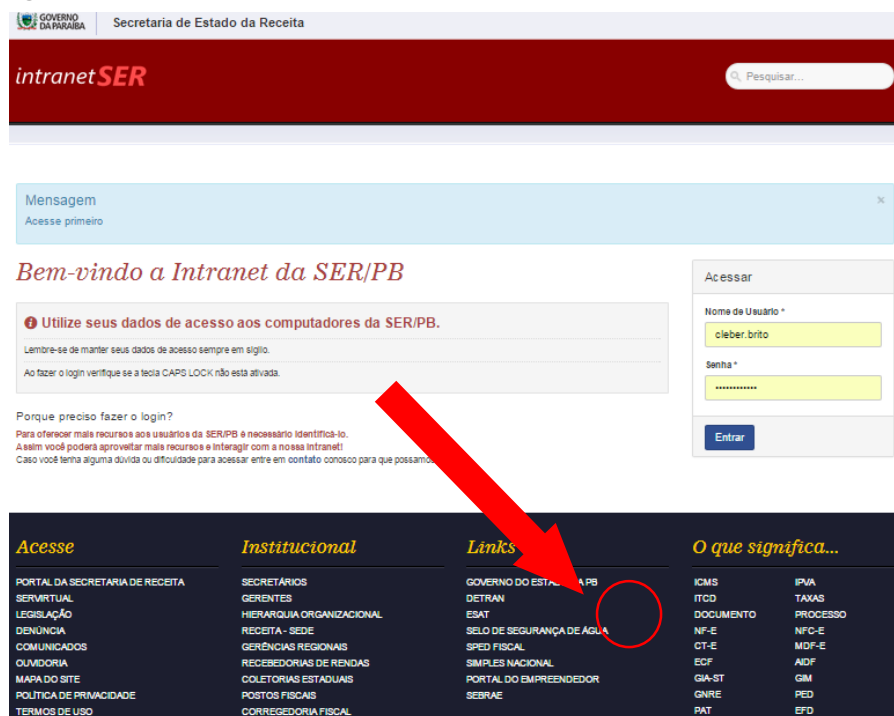 GOVERNO
DA PARAÍBA
Secretaria de Estado da Receita
intranetSER
Pesquisar...
Mensagem
Acesse primeiro
×
Bem-vindo a Intranet da SER/PB
Utilize seus dados de acesso aos computadores da SER/PB.
Lembre-se de manter seus dados de acesso sempre em sigilo.
Ao fazer o login verifique se a tecla CAPS LOCK não está ativada.
Porque preciso fazer o login?
Para oferecer mais recursos aos usuários da SER/PB é necessário identificá-lo.
Assim você poderá aproveitar mais recursos e interagir com a nossa intranet!
Caso você tenha alguma dúvida ou dificuldade para acessar entre em contato conosco para que possamos
Acessar
Nome de Usuário *
cleber.brito
Senha *
Entrar
Acesse
PORTAL DA SECRETARIA DE RECEITA
SERVIRTUAL
LEGISLAÇÃO
DENÚNCIA
COMUNICADOS
OUVIDORIA
MAPA DO SITE
POLÍTICA DE PRIVACIDADE
TERMOS DE USO
Institucional
SECRETÁRIOS
GERENTES
HIERARQUIA ORGANIZACIONAL
RECEITA - SEDE
GERÊNCIAS REGIONAIS
RECEBEDORIAS DE RENDAS
COLETORIAS ESTADUAIS
POSTOS FISCAIS
CORREGEDORIA FISCAL
Links
GOVERNO DO ESTADO DA PB
DETRAN
ESAT
SELO DE SEGURANÇA DE ÁGUA
SPED FISCAL
SIMPLES NACIONAL
PORTAL DO EMPREENDEDOR
SEBRAE
O que significa...
ICMS
ITCD
DOCUMENTO
NF-E
CT-E
ECF
GIA-ST
GNRE
PAT
IPVA
TAXAS
PROCESSO
NFC-E
MDF-E
AIDF
GIM
PED
EFD